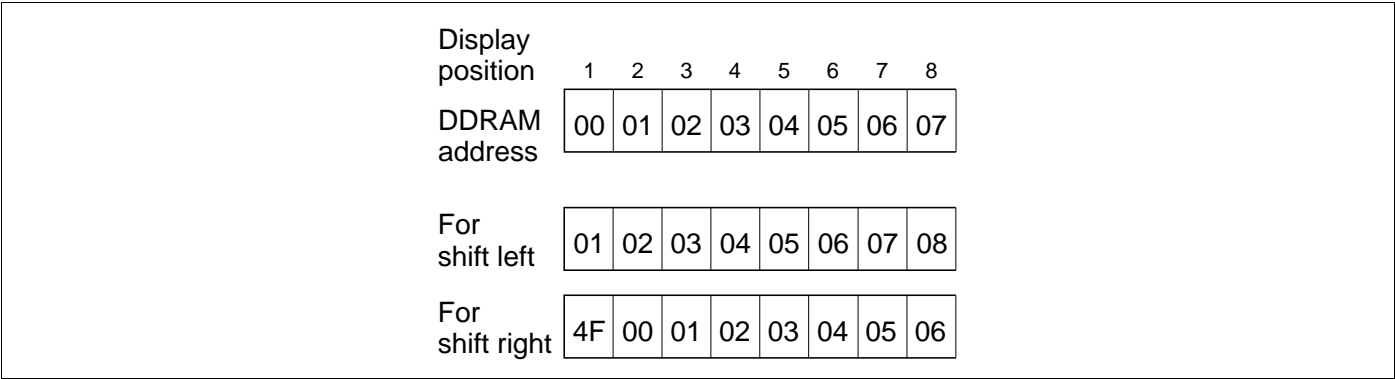 Display
position 1 2 3 4 5 6 7 8
DDRAM
address 00 01 02 03 04 05 06 07
For
shift left 01 02 03 04 05 06 07 08
For
shift right 4F 00 01 02 03 04 05 06